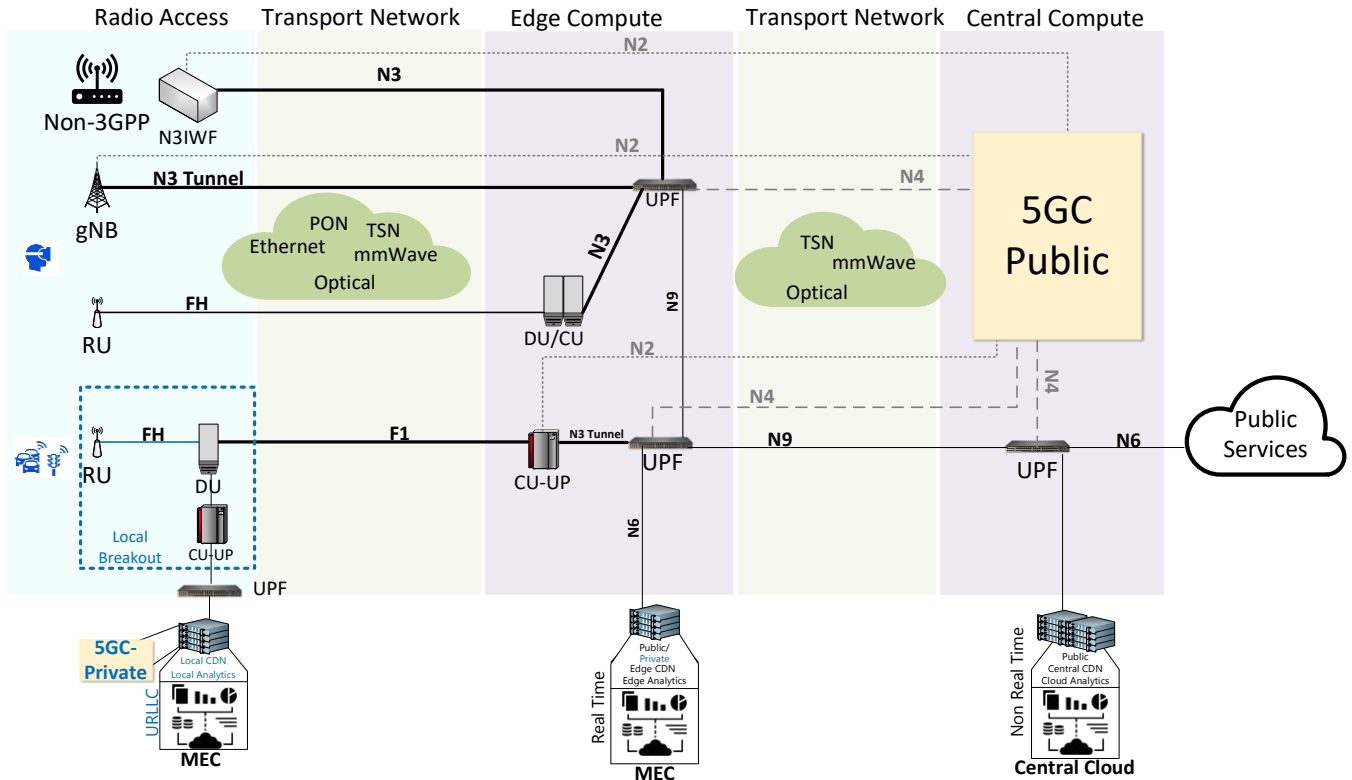 Radio Access
Transport Network
Edge Compute
Transport Network
Central Compute
N2
N3
Non-3GPP
N3IWF
N2
N3 Tunnel
N4
gNB
UPF
5GC
Public
PON
TSN
Ethernet
mmWave
Optical
N3
TSN
mmWave
Optical
N9
FH
RU
DU/CU
N2
N4
N4
FH
F1
N3 Tunnel
N9
N6
Public
Services
RU
DU
CU-UP
UPF
UPF
Local
Breakout
CU-UP
N6
UPF
5GC-
Private
Local CDN
Local Analytics
URLLC
MEC
Public/
Private
Edge CDN
Edge Analytics
Real Time
MEC
Public
Central CDN
Cloud Analytics
Non Real Time
Central Cloud